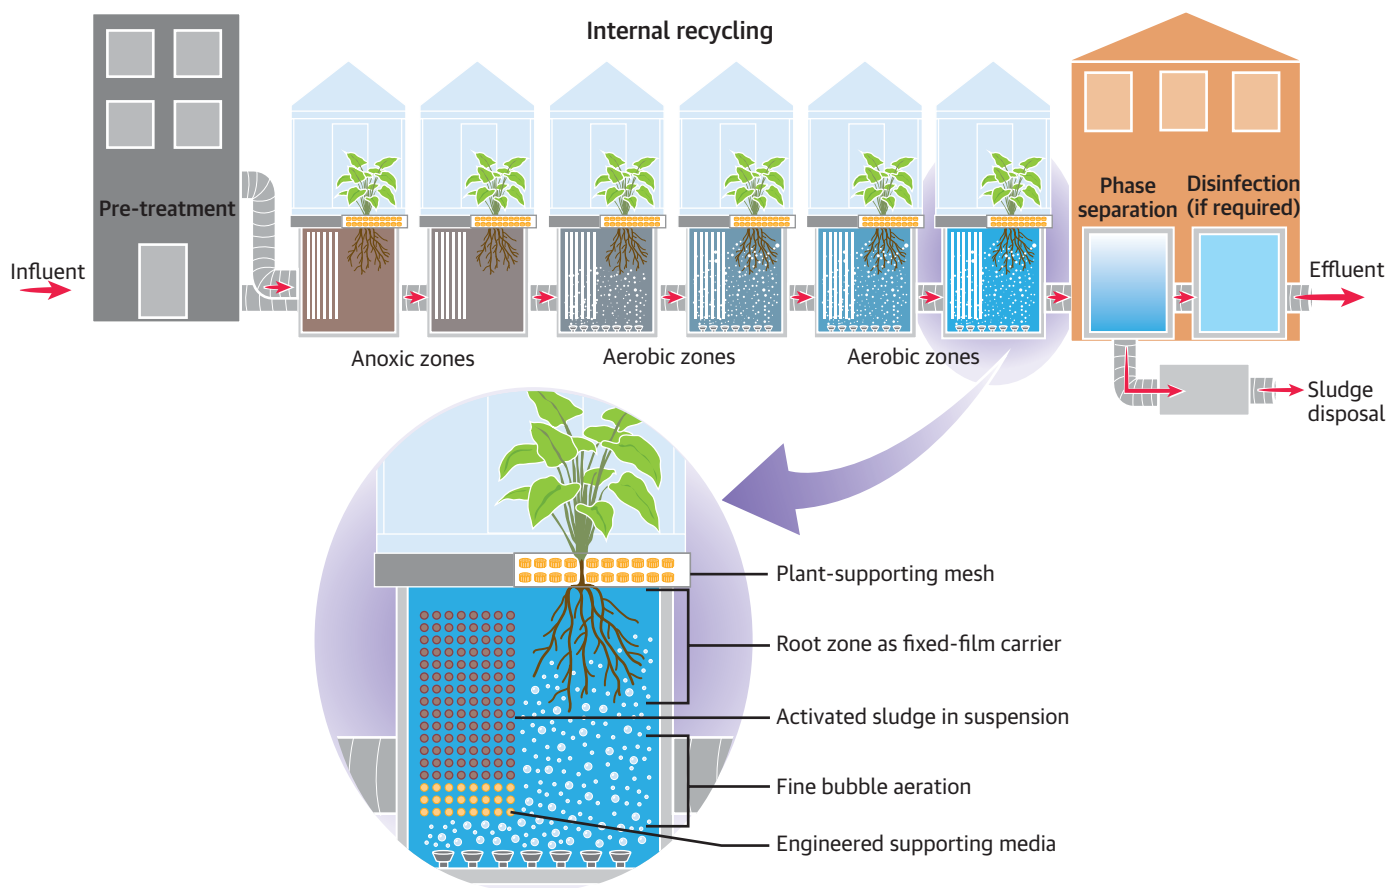 Internal recycling
Pre-treatment
Influent
Phase
separation
Disinfection
(if required)
Effluent
Anoxic zones
Aerobic zones
Aerobic zones
Sludge
disposal
Plant-supporting mesh
Root zone as fixed-film carrier
Activated sludge in suspension
Fine bubble aeration
Engineered supporting media